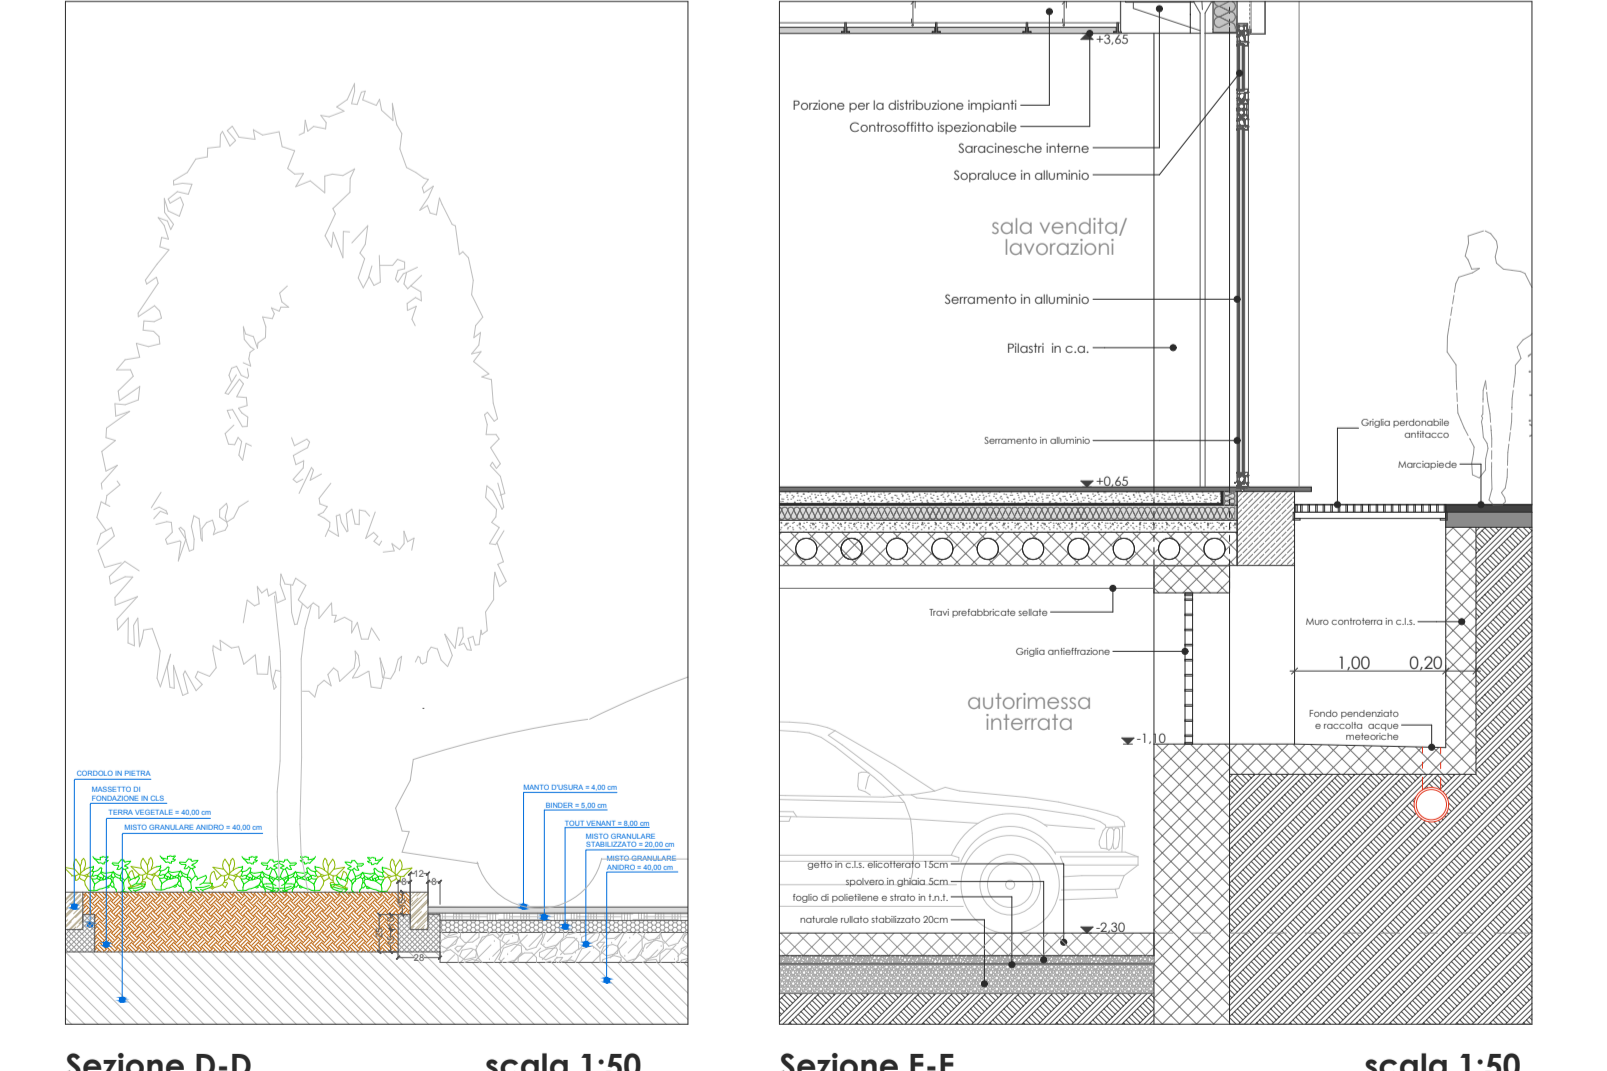 CORDOLO IN PIETRA
MASSETTO DI
FONDAZIONE IN CLS
TERRA VEGETALE = 40,00 cm
MISTO GRANULARE ANIDRO = 40,00 cm
MANTO D'USURA = 4,00 cm
BINDER = 5,00 cm
TOUT VENANT = 8,00 cm
MISTO GRANULARE
STABILIZZATO = 20,00 cm
MISTO GRANULARE
ANIDRO = 40,00 cm
12
8
8
28
Sezione D-D
scala 1:50
+3,65
Porzione per la distribuzione impianti
Controsoffitto ispezionabile
Saracinesche interne
Sopraluce in alluminio
sala vendita/
lavorazioni
Serramento in alluminio
Pilastri in c.a.
Serramento in alluminio
Griglia perdonabile
antitacco
Marciapiede
+0,65
Travi prefabbricate sellate
Muro controterra in c.l.s.
Griglia antieffrazione
1,00
0,20
autorimessa
interrata
Fondo pendenziato
e raccolta acque
meteoriche
-1,10
getto in c.l.s. elicotterato 15cm
spolvero in ghiaia 5cm
foglio di polietilene e strato in t.n.t.
naturale rullato stabilizzato 20cm
-2,30
scala 1:50